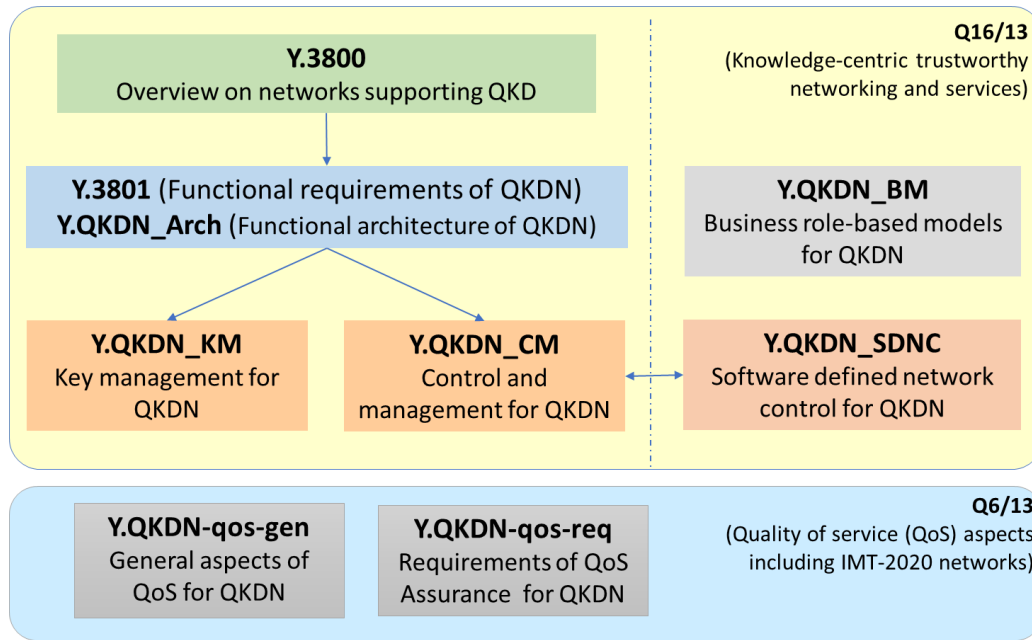 Q16/13
(Knowledge-centric trustworthy
networking and services)
Y.3800
Overview on networks supporting QKD
Y.3801 (Functional requirements of QKDN)
Y.QKDN_Arch (Functional architecture of QKDN)
Y.QKDN_BM
Business role-based models
for QKDN
Y.QKDN_KM
Key management for
QKDN
Y.QKDN_CM
Control and
management for QKDN
Y.QKDN_SDNC
Software defined network
control for QKDN
Q6/13
(Quality of service (QoS) aspects
including IMT-2020 networks)
Y.QKDN-qos-gen
General aspects of
QoS for QKDN
Y.QKDN-qos-req
Requirements of QoS
Assurance for QKDN